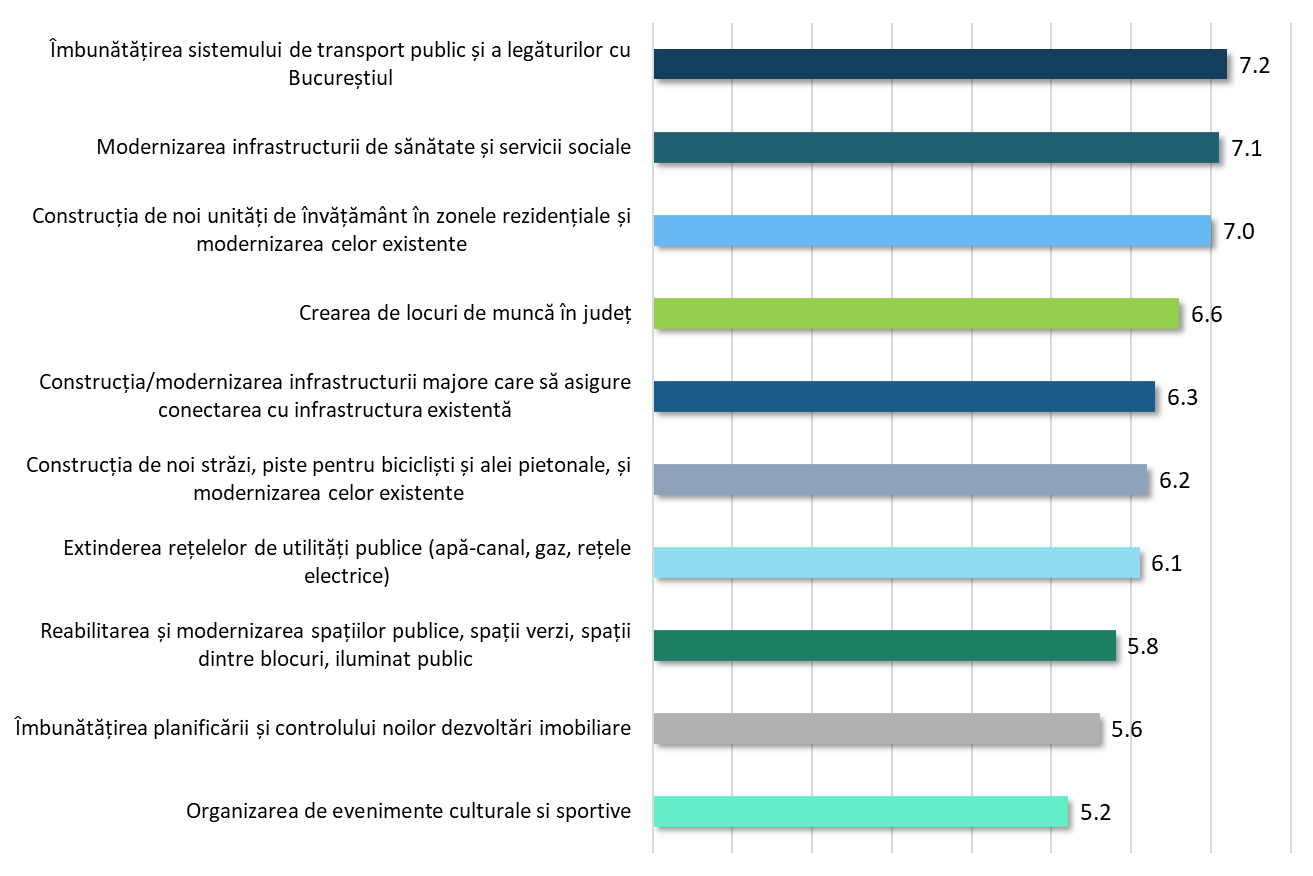 Îmbunătățirea sistemului de transport public și a legăturilor cu
Bucureștiul
7.2
Modernizarea infrastructurii de sănătate și servicii sociale
7.1
Construcția de noi unități de învățământ în zonele rezidențiale și
modernizarea celor existente
7.0
Crearea de locuri de muncă în județ
6.6
Construcția/modernizarea infrastructurii majore care să asigure
conectarea cu infrastructura existentă
6.3
Construcția de noi străzi, piste pentru bicicliști și alei pietonale, și
modernizarea celor existente
6.2
Extinderea rețelelor de utilități publice (apă-canal, gaz, rețele
electrice)
6.1
Reabilitarea și modernizarea spațiilor publice, spații verzi, spații
dintre blocuri, iluminat public
5.8
Îmbunătățirea planificării și controlului noilor dezvoltări imobiliare
5.6
Organizarea de evenimente culturale si sportive
5.2